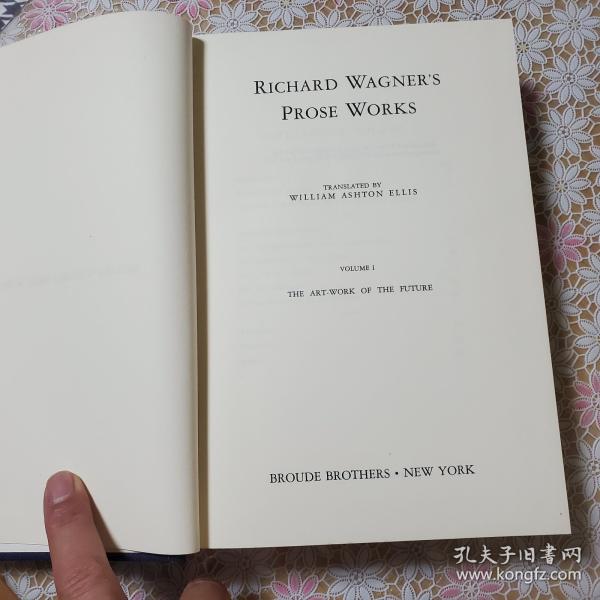 RICHARD WAGNER'S
PROSE WORKS
TRANSLATED BY
WILLIAM ASHTON ELLIS
VOLUME I
THE ART-WORK OF THE FUTURE
BROUDE BROTHERS • NEW YORK
孔夫子旧书网
www.kongfz.com